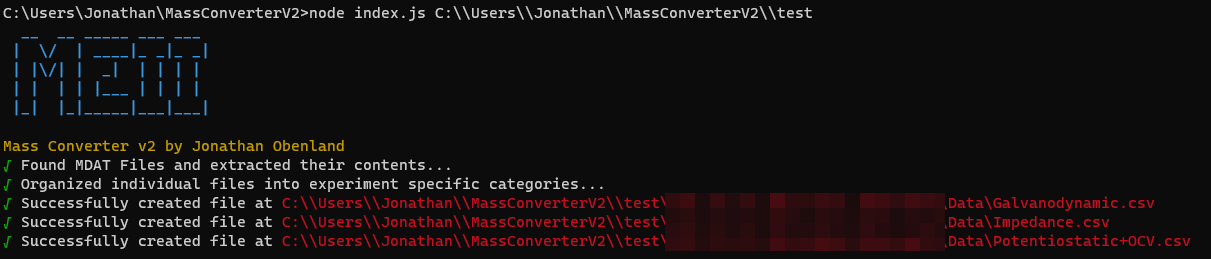 C:\Users\Jonathan\MassConverterV2>node index.js C:\\Users\\Jonathan\\MassConverterV2\\test
MEII
Mass Converter v2 by Jonathan Obenland
√ Found MDAT Files and extracted their contents...
√ Organized individual files into experiment specific categories...
√ Successfully created file at C:\\Users\\Jonathan\\MassConverterV2\\test\ \Data\Galvanodynamic.csv
√ Successfully created file at C:\\Users\\Jonathan\\MassConverterV2\\test\ \Data\Impedance.csv
√ Successfully created file at C:\\Users\\Jonathan\\MassConverterV2\\test\ \Data\Potentiostatic+OCV.csv